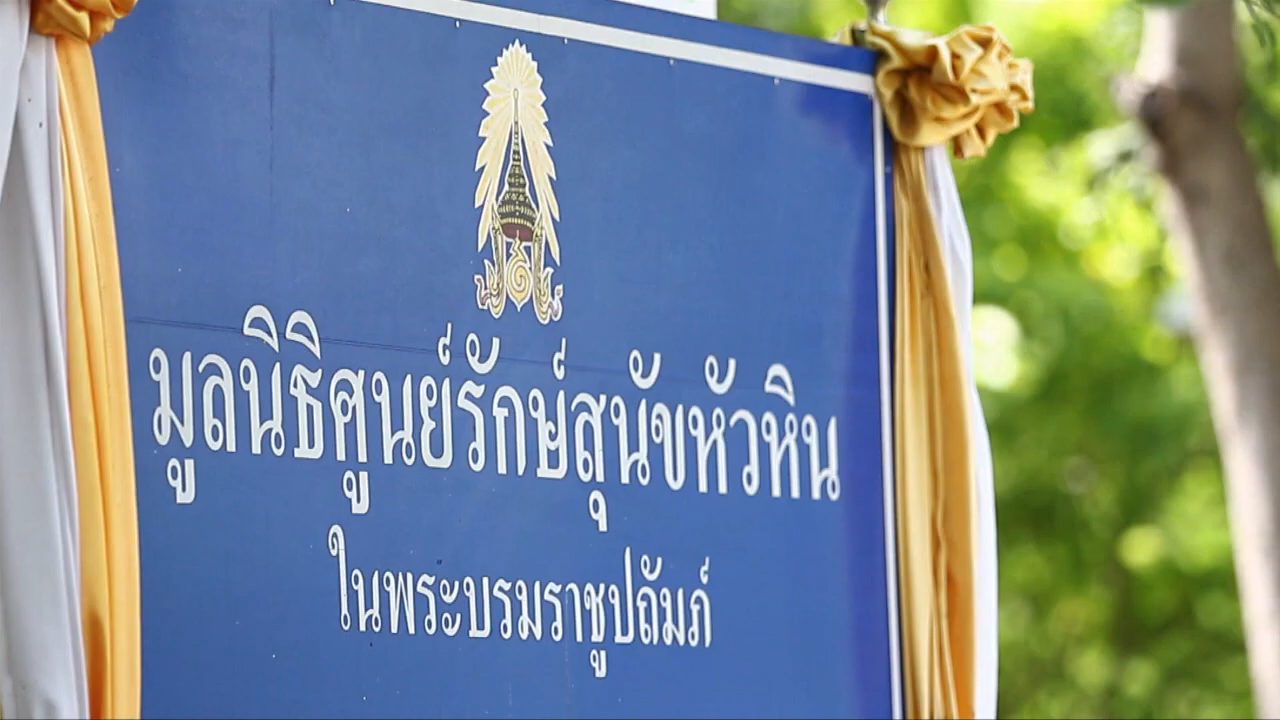 มูลนิธิศูนย์รักษ์สุนัขหัวหิน
ในพระบรมราชูปถัมภ์